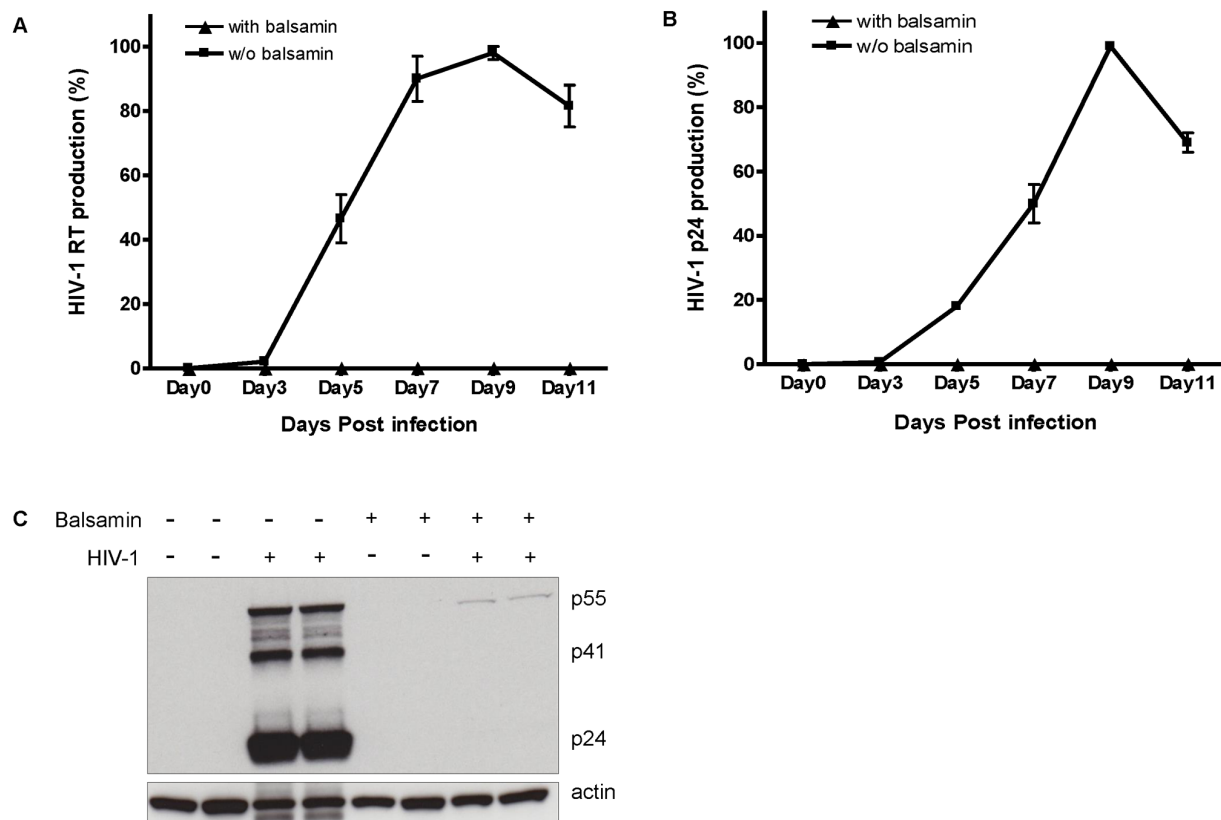 A
with balsamin
w/o balsamin
HIV-1 RT production (%)
100
80
60
40
20
0
Day0 Day3 Day5 Day7 Day9 Day11
Days Post infection
B
with balsamin
w/o balsamin
HIV-1 p24 production (%)
100
80
60
40
20
0
Day0 Day3 Day5 Day7 Day9 Day11
Days Post infection
C Balsamin - - - - + + + +
HIV-1 - - + + - - + +
p55
p41
p24
actin